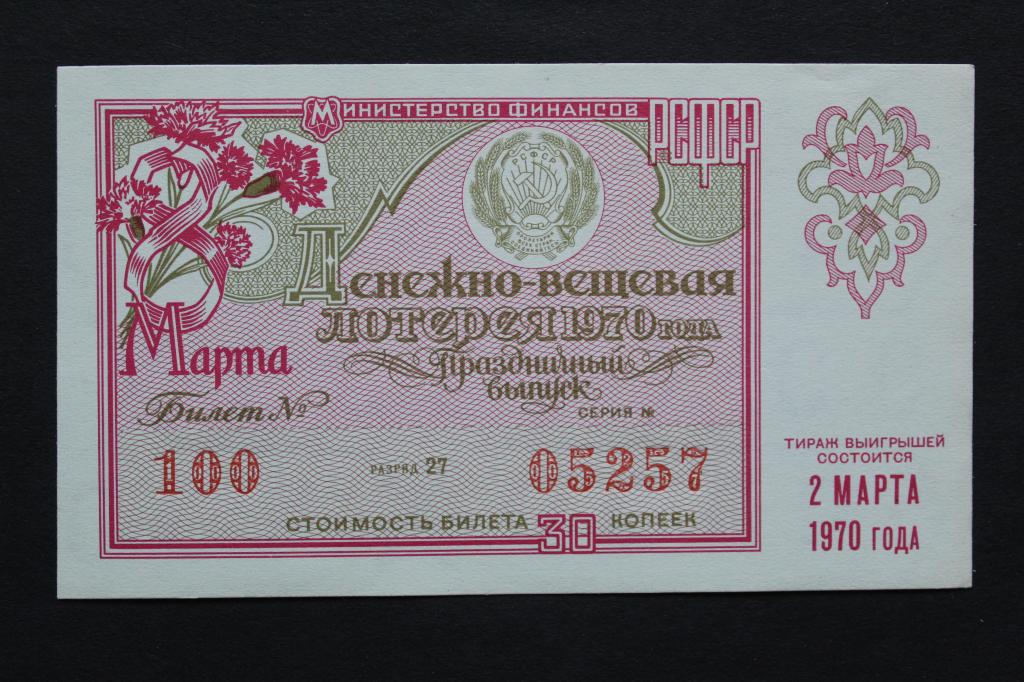 МИНИСТЕРСТВО ФИНАНСОВ РСФСР
РСФСР
8 Марта
Денежно-вещевая
лотерея 1970 года
Праздничный
выпуск
Билет №
СЕРИЯ №
100
РАЗРЯД 27
05257
СТОИМОСТЬ БИЛЕТА 30 КОПЕЕК
ТИРАЖ ВЫИГРЫШЕЙ
СОСТОИТСЯ
2 МАРТА
1970 ГОДА